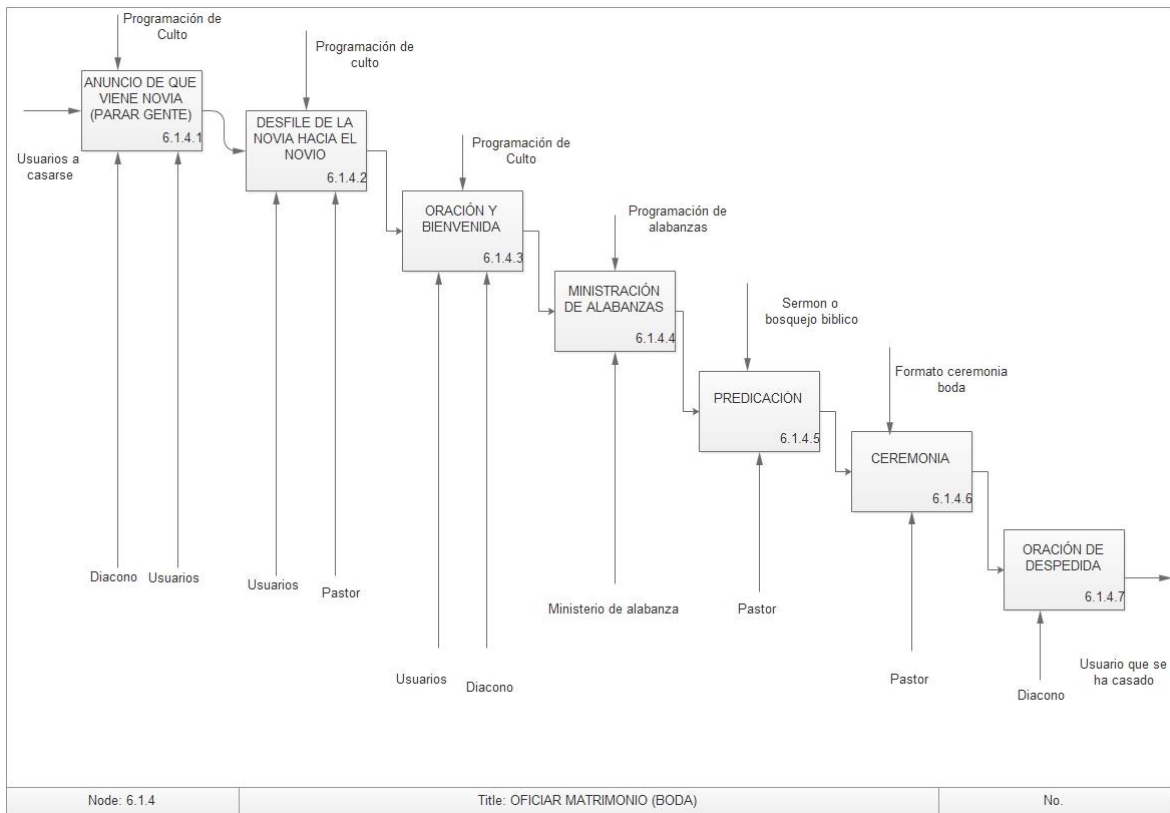 Programación de
Culto
ANUNCIO DE QUE
VIENE NOVIA
(PARAR GENTE)
6.1.4.1
Usuarios a
casarse
Diacono
Usuarios
Programación de
culto
DESFILE DE LA
NOVIA HACIA EL
NOVIO
6.1.4.2
Usuarios
Pastor
Programación de
Culto
ORACIÓN Y
BIENVENIDA
6.1.4.3
Usuarios
Diacono
Programación de
alabanzas
MINISTRACIÓN
DE ALABANZAS
6.1.4.4
Ministerio de alabanza
Sermon o
bosquejo biblico
PREDICACIÓN
6.1.4.5
Pastor
Formato ceremonia
boda
CEREMONIA
6.1.4.6
Pastor
ORACIÓN DE
DESPEDIDA
6.1.4.7
Diacono
Usuario que se
ha casado
Node: 6.1.4
Title: OFICIAR MATRIMONIO (BODA)
No.